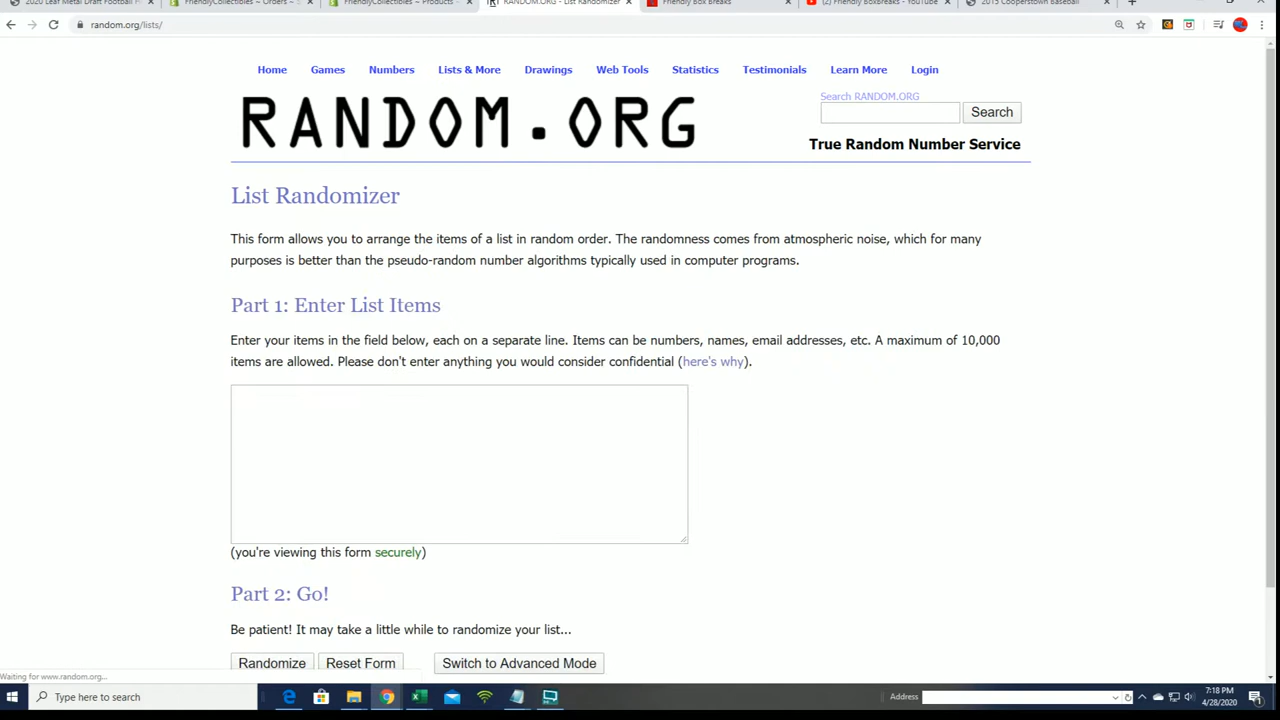 2020 Leaf Metal Draft Football FriendlyCollectibles ~ Orders ~ FriendlyCollectibles ~ Products RANDOM.ORG - List Randomizer Friendly Box Breaks (2) Friendly BoxBreaks - YouTube 2015 Cooperstown Baseball
random.org/lists/
Home Games Numbers Lists & More Drawings Web Tools Statistics Testimonials Learn More Login
Search RANDOM.ORG
RANDOM.ORG
Search
True Random Number Service
List Randomizer
This form allows you to arrange the items of a list in random order. The randomness comes from atmospheric noise, which for many
purposes is better than the pseudo-random number algorithms typically used in computer programs.
Part 1: Enter List Items
Enter your items in the field below, each on a separate line. Items can be numbers, names, email addresses, etc. A maximum of 10,000
items are allowed. Please don't enter anything you would consider confidential (here's why).
(you're viewing this form securely)
Part 2: Go!
Be patient! It may take a little while to randomize your list...
Randomize Reset Form Switch to Advanced Mode
Waiting for www.random.org...
Type here to search
Address
7:18 PM
4/28/2020